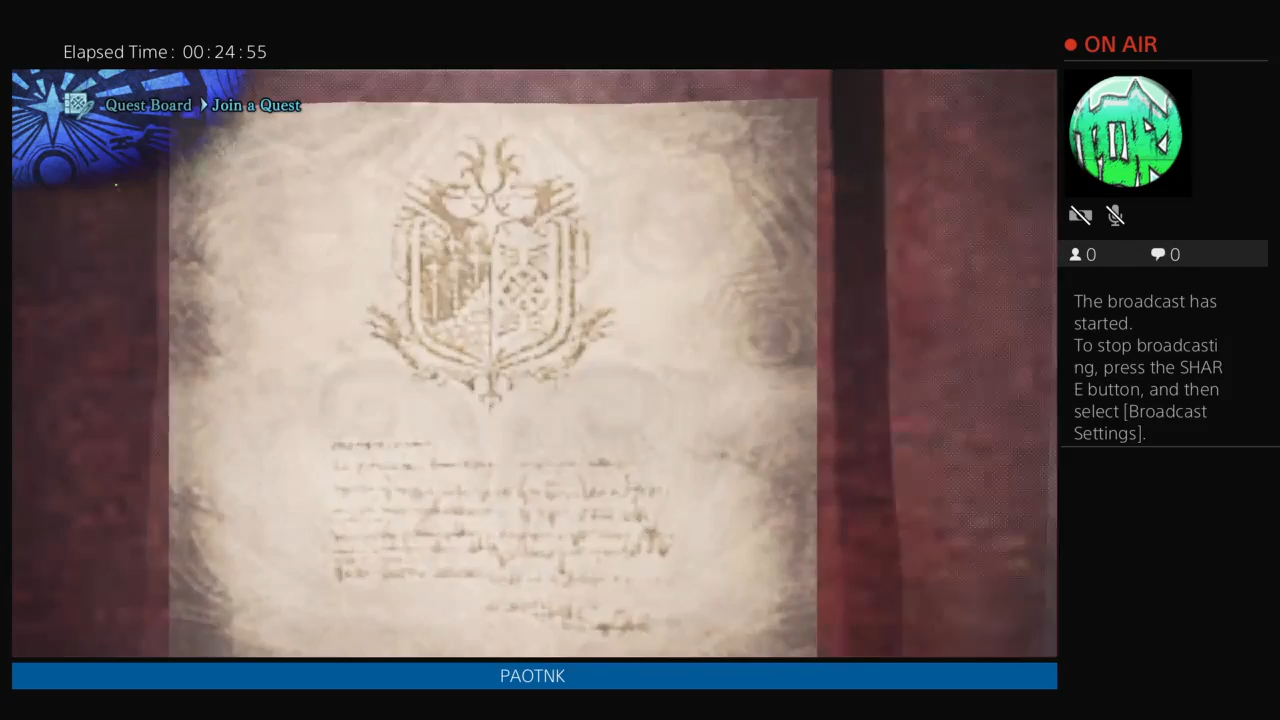 Elapsed Time: 00:24:55
ON AIR
Quest Board Join a Quest
0 0
The broadcast has
started.
To stop broadcasti
ng, press the SHAR
E button, and then
select [Broadcast
Settings].
PAOTNK